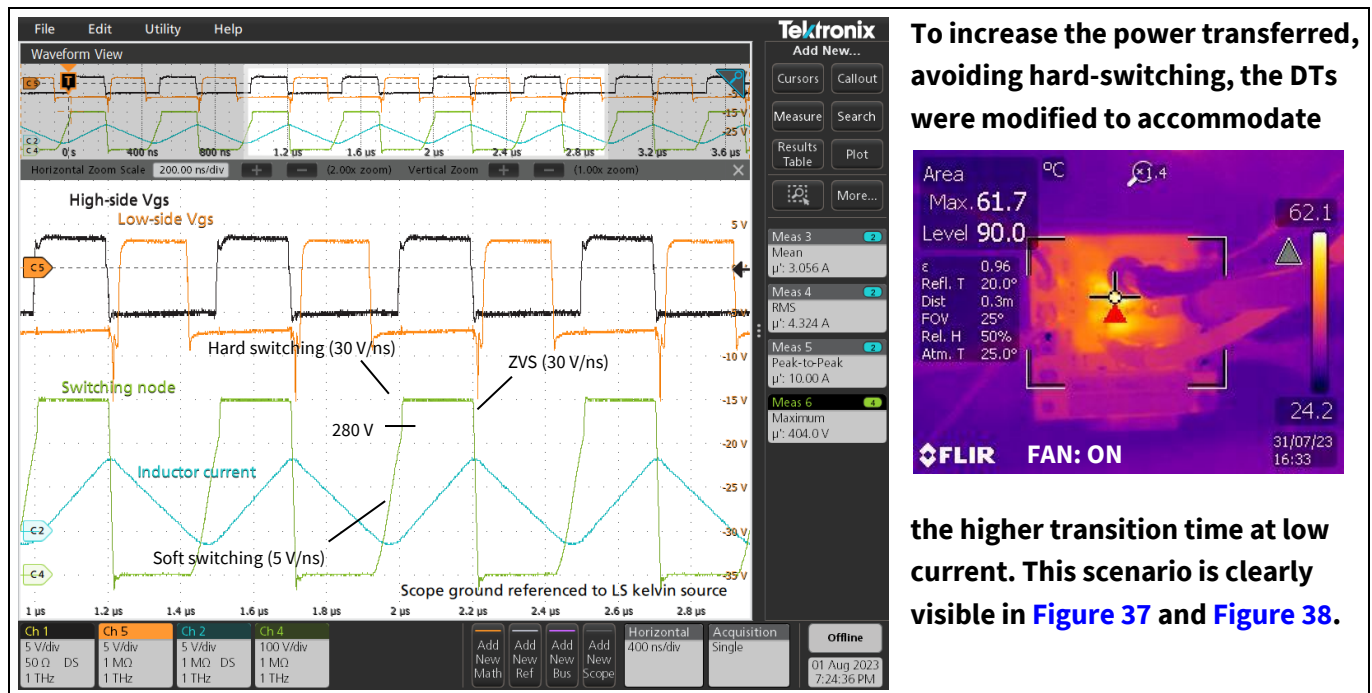 File Edit Utility Help
Tektronix
Waveform View
Add New...
Cursors Callout
Measure Search
Results Table Plot
More...
C5
T
-15 V
-25 V
C2
C4
0 s 400 ns 800 ns 1.2 µs 1.6 µs 2 µs 2.4 µs 2.8 µs 3.2 µs 3.6 µs
Horizontal Zoom Scale 200.00 ns/div + − (2.00x zoom) Vertical Zoom + − (1.00x zoom) ×
High-side Vgs
Low-side Vgs
5 V
C5
Hard switching (30 V/ns)
-10 V
ZVS (30 V/ns)
Switching node
-15 V
280 V
-20 V
Inductor current
-25 V
C2
-30 V
Soft switching (5 V/ns)
C4
-35 V
Scope ground referenced to LS kelvin source
1 µs 1.2 µs 1.4 µs 1.6 µs 1.8 µs 2 µs 2.2 µs 2.4 µs 2.6 µs 2.8 µs
Meas 3 2
Mean
µ': 3.056 A
Meas 4 2
RMS
µ': 4.324 A
Meas 5 2
Peak-to-Peak
µ': 10.00 A
Meas 6 4
Maximum
µ': 404.0 V
Ch 1
5 V/div
50 Ω DS
1 THz
Ch 5
5 V/div
1 MΩ
1 THz
Ch 2
5 V/div
1 MΩ DS
1 THz
Ch 4
100 V/div
1 MΩ
1 THz
Add New Math
Add New Ref
Add New Bus
Add New Scope
Horizontal
400 ns/div
Acquisition
Single
Offline
01 Aug 2023
7:24:36 PM
To increase the power transferred,
avoiding hard-switching, the DTs
were modified to accommodate
Area °C ×1.4
Max. 61.7
Level 90.0
62.1
ε 0.96
Refl. T 20.0°
Dist 0.3m
FOV 25°
Rel. H 50%
Atm. T 25.0°
24.2
31/07/23
16:33
FLIR FAN: ON
the higher transition time at low
current. This scenario is clearly
visible in Figure 37 and Figure 38.